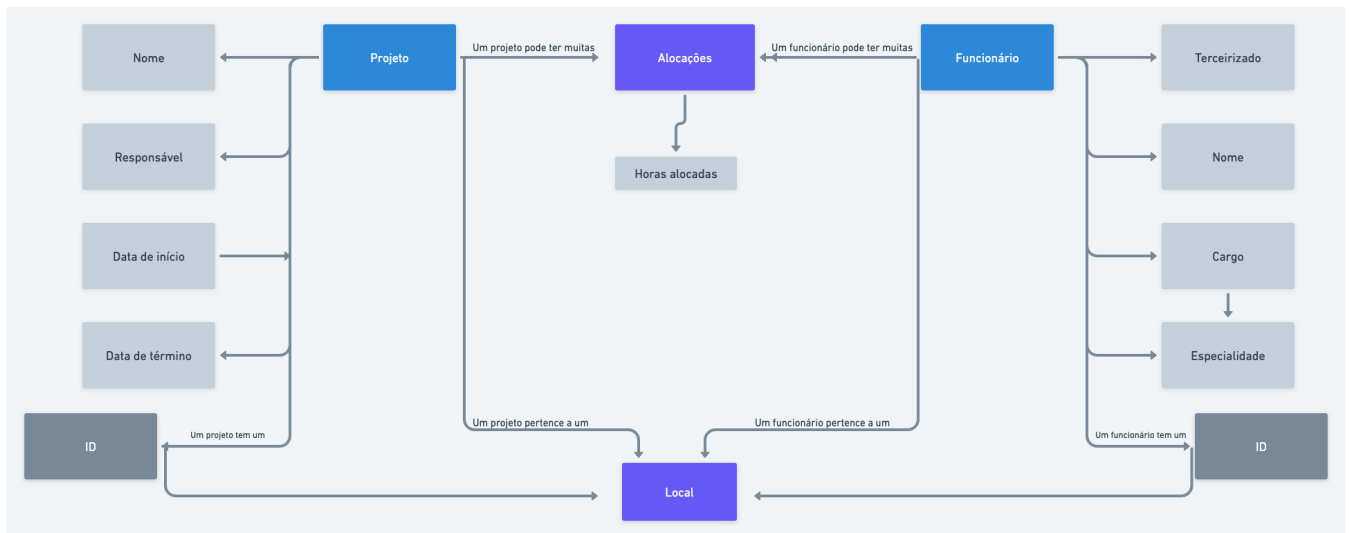 Nome
Projeto
Um projeto pode ter muitas
Alocações
Um funcionário pode ter muitas
Funcionário
Terceirizado
Responsável
Horas alocadas
Nome
Data de início
Cargo
Data de término
Especialidade
ID
Um projeto tem um
Um projeto pertence a um
Um funcionário pertence a um
Um funcionário tem um
ID
Local